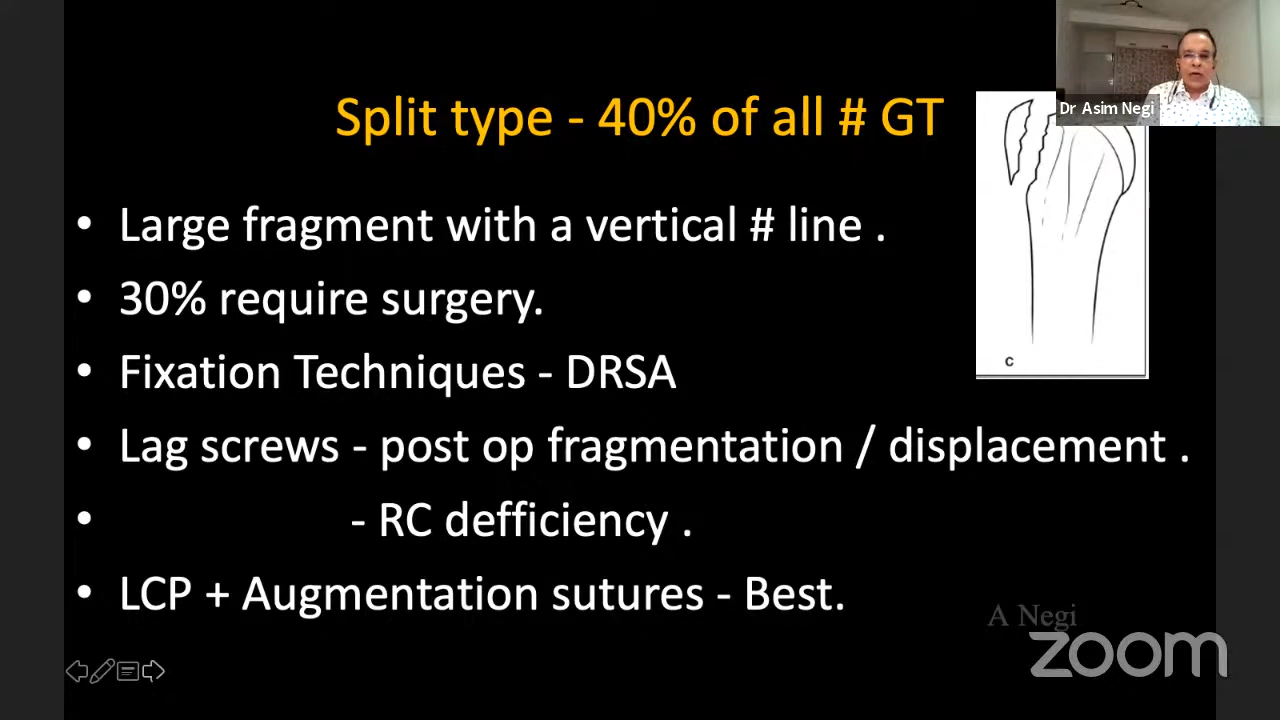 Split type - 40% of all # GT
Dr Asim Negi
• Large fragment with a vertical # line .
• 30% require surgery.
• Fixation Techniques - DRSA
• Lag screws - post op fragmentation / displacement .
• - RC defficiency .
• LCP + Augmentation sutures - Best.
C
A Negi
zoom